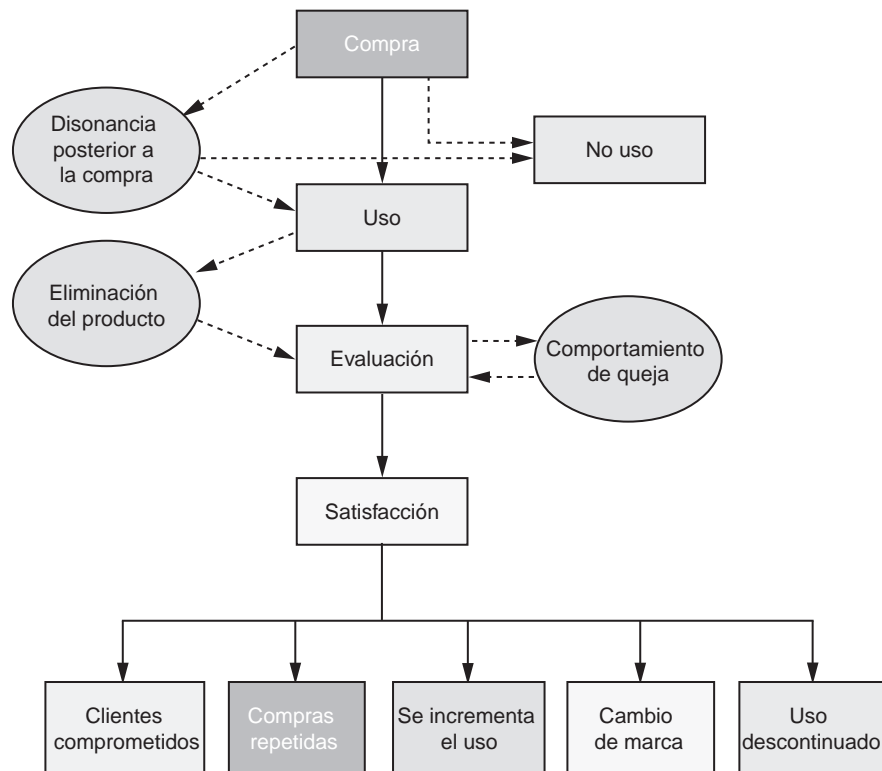 Compra
Disonancia
posterior a
la compra
No uso
Uso
Eliminación
del producto
Evaluación
Comportamiento
de queja
Satisfacción
Clientes
comprometidos
Compras
repetidas
Se incrementa
el uso
Cambio
de marca
Uso
descontinuado